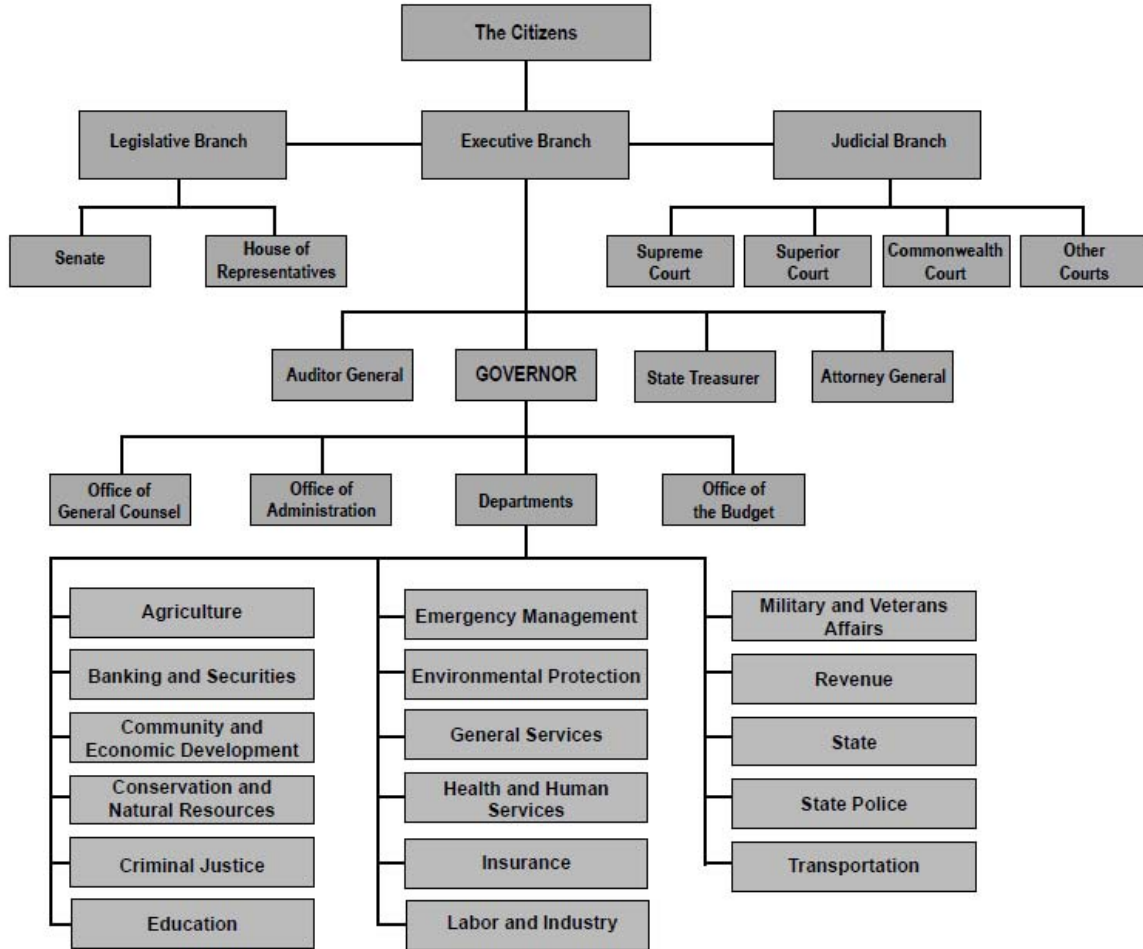 The Citizens
Legislative Branch
Executive Branch
Judicial Branch
Senate
House of
Representatives
Supreme
Court
Superior
Court
Commonwealth
Court
Other
Courts
Auditor General
GOVERNOR
State Treasurer
Attorney General
Office of
General Counsel
Office of
Administration
Departments
Office of
the Budget
Agriculture
Banking and Securities
Community and
Economic Development
Conservation and
Natural Resources
Criminal Justice
Education
Emergency Management
Environmental Protection
General Services
Health and Human
Services
Insurance
Labor and Industry
Military and Veterans
Affairs
Revenue
State
State Police
Transportation